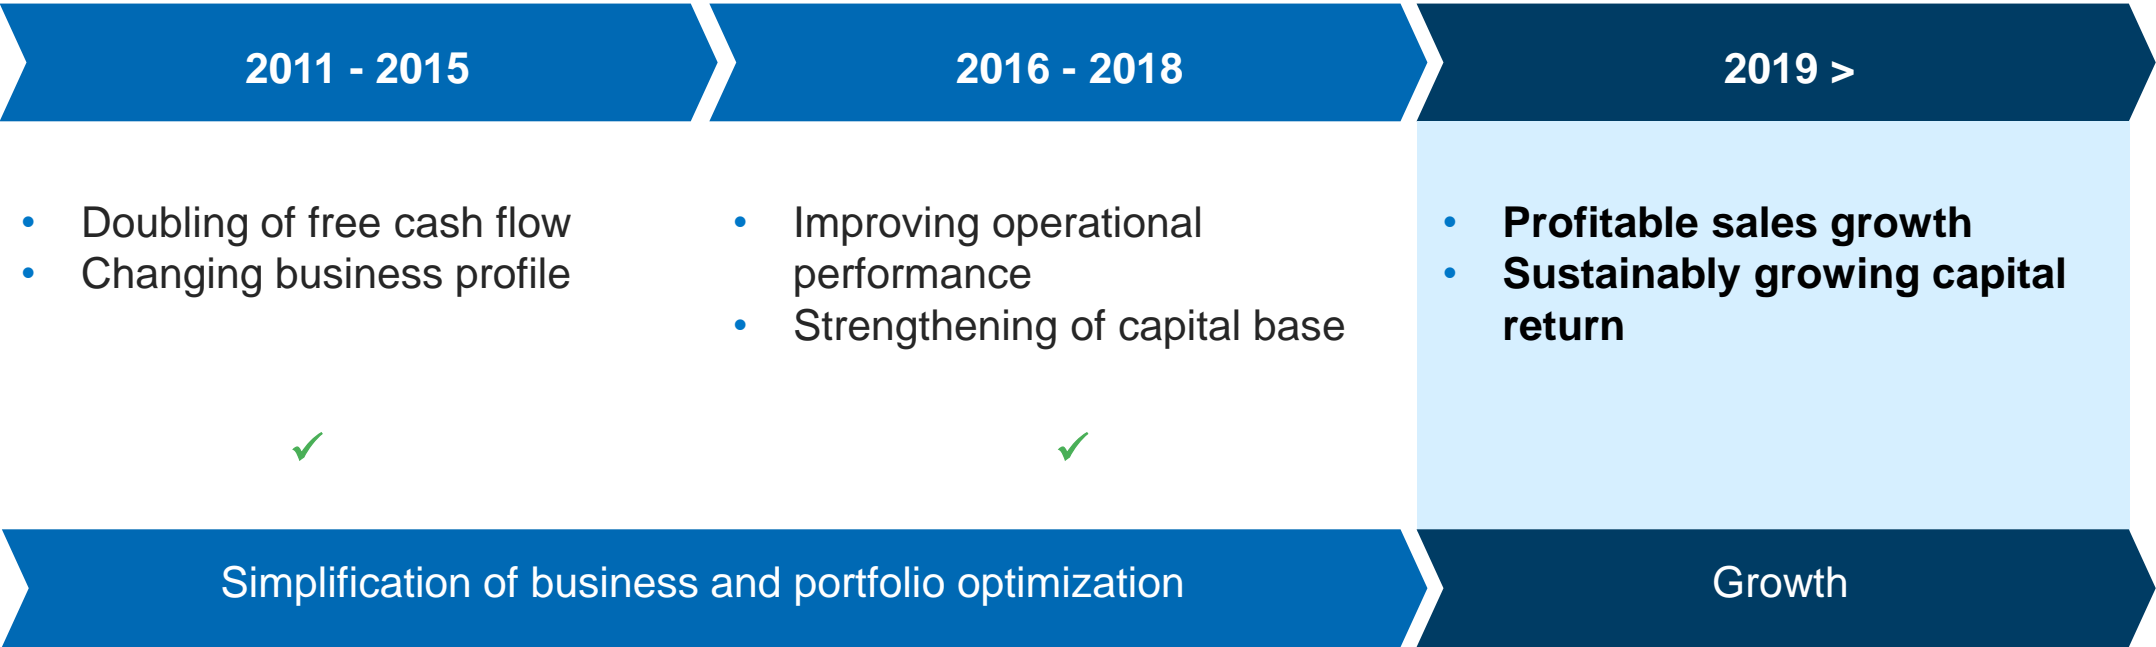 2011 - 2015
2016 - 2018
2019 >
• Doubling of free cash flow
• Changing business profile
• Improving operational
performance
• Strengthening of capital base
• Profitable sales growth
• Sustainably growing capital
return
✓
✓
Simplification of business and portfolio optimization
Growth